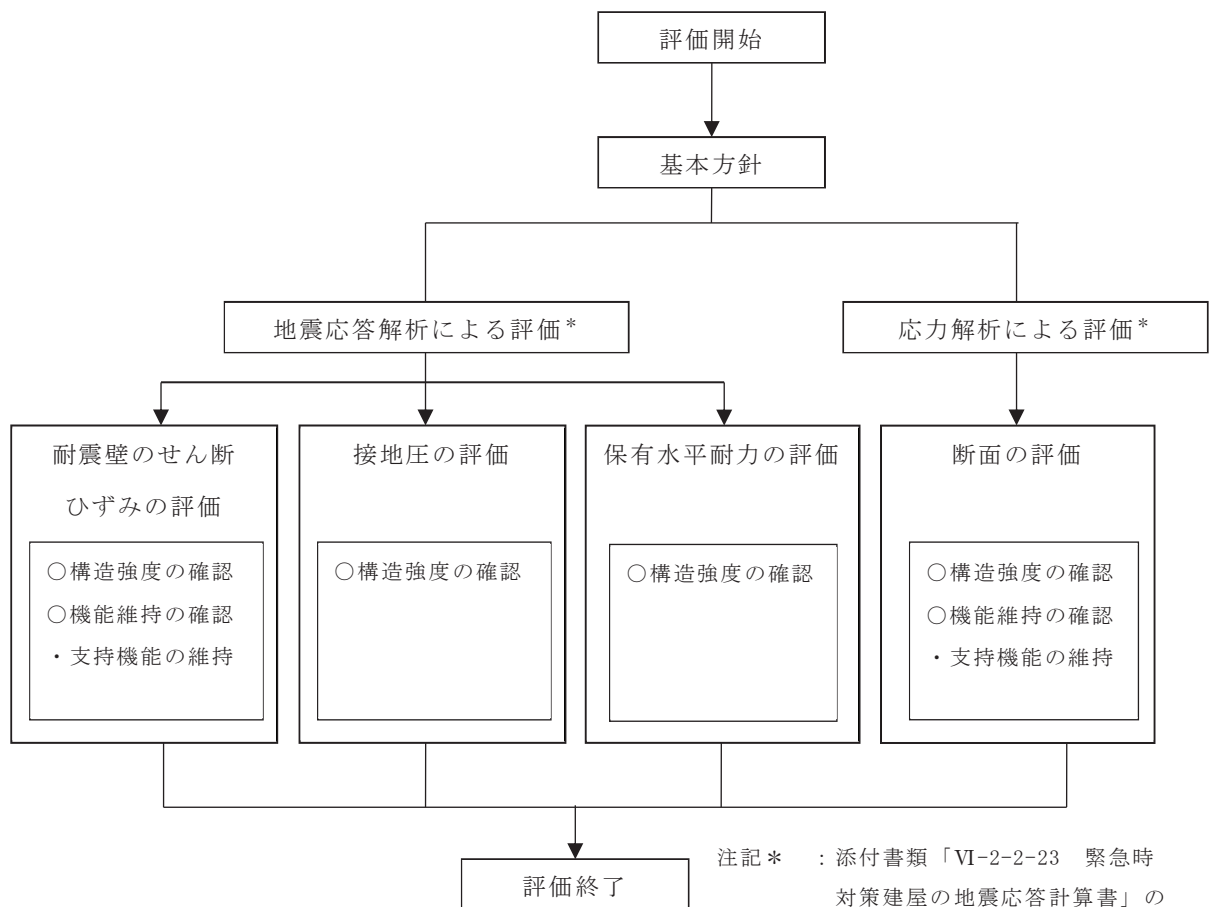 評価開始
基本方針
地震応答解析による評価*
応力解析による評価*
耐震壁のせん断
ひずみの評価
○構造強度の確認
○機能維持の確認
・支持機能の維持
接地圧の評価
○構造強度の確認
保有水平耐力の評価
○構造強度の確認
断面の評価
○構造強度の確認
○機能維持の確認
・支持機能の維持
評価終了
注記* :添付書類「Ⅵ-2-2-23 緊急時
対策建屋の地震応答計算書」の